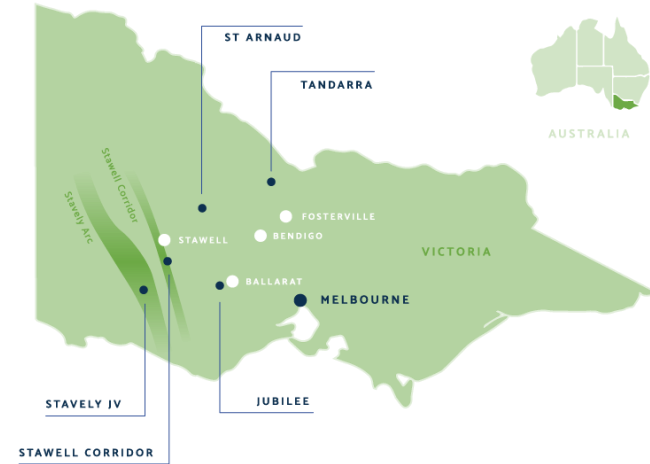 ST ARNAUD
TANDARRA
AUSTRALIA
Stawell Corridor
Stavely Arc
FOSTERVILLE
STAWELL
BENDIGO
VICTORIA
BALLARAT
MELBOURNE
STAVELY JV
JUBILEE
STAWELL CORRIDOR